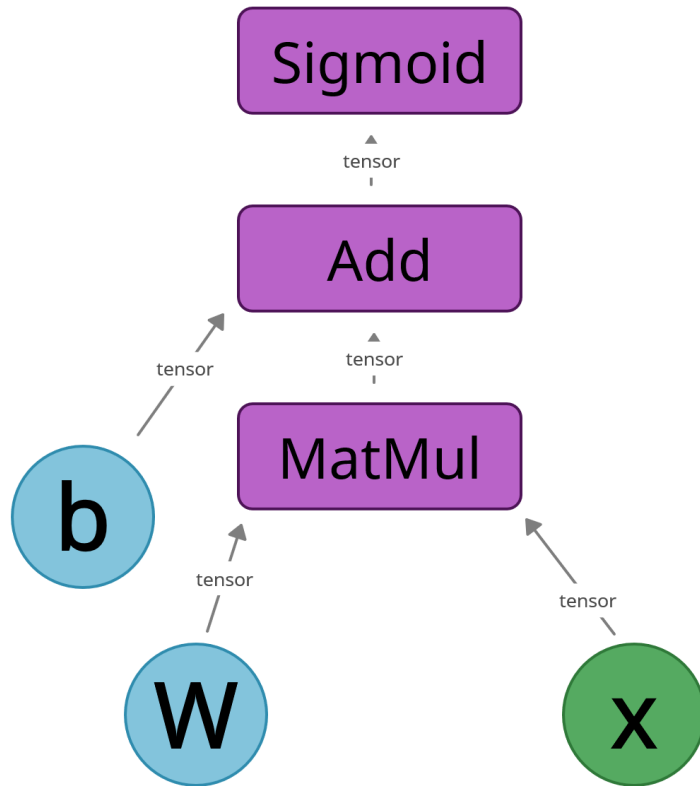 Sigmoid
tensor
Add
tensor
tensor
MatMul
b
tensor
tensor
W
x